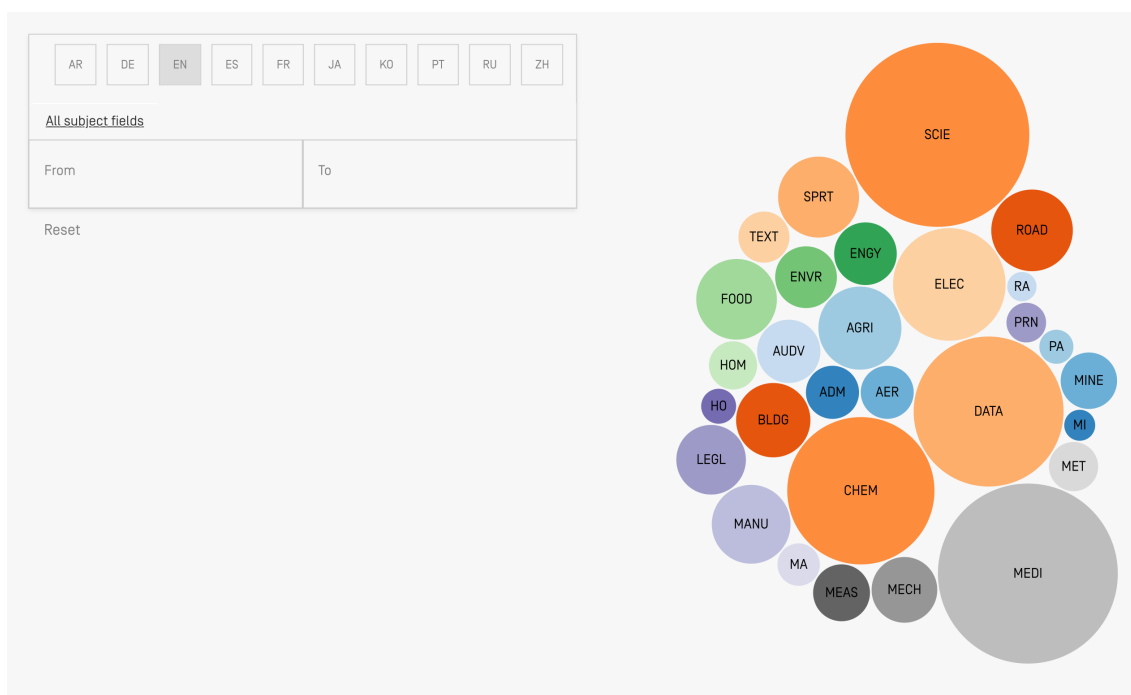 AR DE EN ES FR JA KO PT RU ZH
All subject fields
From To
Reset
SCIE
SPRT
ROAD
TEXT
ENGY
ENVR
ELEC
RA
FOOD
PRN
AGRI
PA
AUDV
HOM
MINE
ADM
AER
HO
DATA
BLDG
MI
LEGL
MET
CHEM
MANU
MA
MEDI
MEAS
MECH